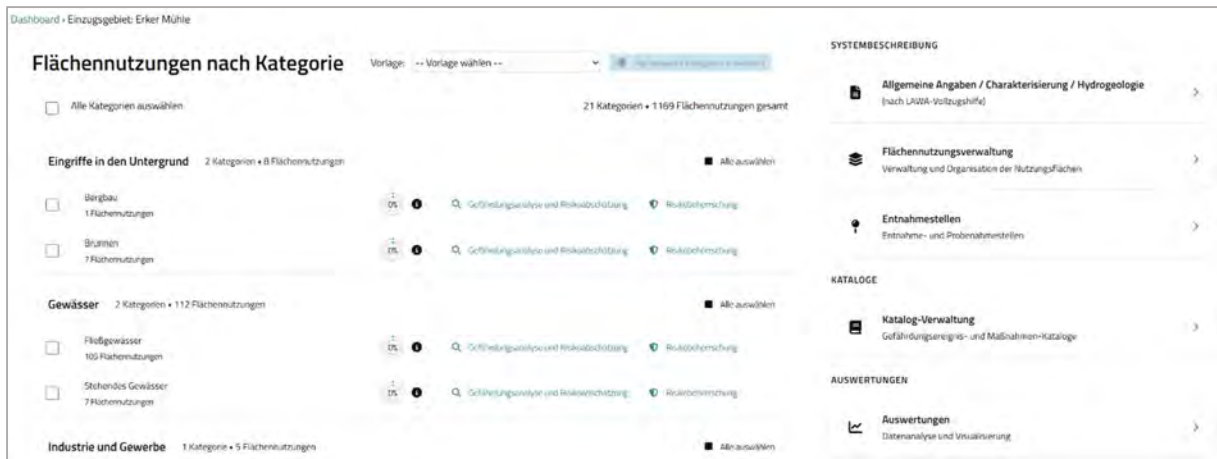 Dashboard › Einzugsgebiet: Erker Mühle
Flächennutzungen nach Kategorie
Vorlage: -- Vorlage wählen --
Alle Kategorien auswählen
21 Kategorien • 1169 Flächennutzungen gesamt
Eingriffe in den Untergrund 2 Kategorien • 8 Flächennutzungen
Alle auswählen
Bergbau
1 Flächennutzungen
0% Gefährdungsanalyse und Risikoabschätzung Risikobeherrschung
Brunnen
7 Flächennutzungen
0% Gefährdungsanalyse und Risikoabschätzung Risikobeherrschung
Gewässer 2 Kategorien • 112 Flächennutzungen
Alle auswählen
Fließgewässer
105 Flächennutzungen
0% Gefährdungsanalyse und Risikoabschätzung Risikobeherrschung
Stehendes Gewässer
7 Flächennutzungen
0% Gefährdungsanalyse und Risikoabschätzung Risikobeherrschung
Industrie und Gewerbe 1 Kategorie • 5 Flächennutzungen
Alle auswählen
SYSTEMBESCHREIBUNG
Allgemeine Angaben / Charakterisierung / Hydrogeologie
(nach LAWA-Vollzugshilfe)
Flächennutzungsverwaltung
Verwaltung und Organisation der Nutzungsflächen
Entnahmestellen
Entnahme- und Probenahmestellen
KATALOGE
Katalog-Verwaltung
Gefährdungsereignis- und Maßnahmen-Kataloge
AUSWERTUNGEN
Auswertungen
Datenanalyse und Visualisierung